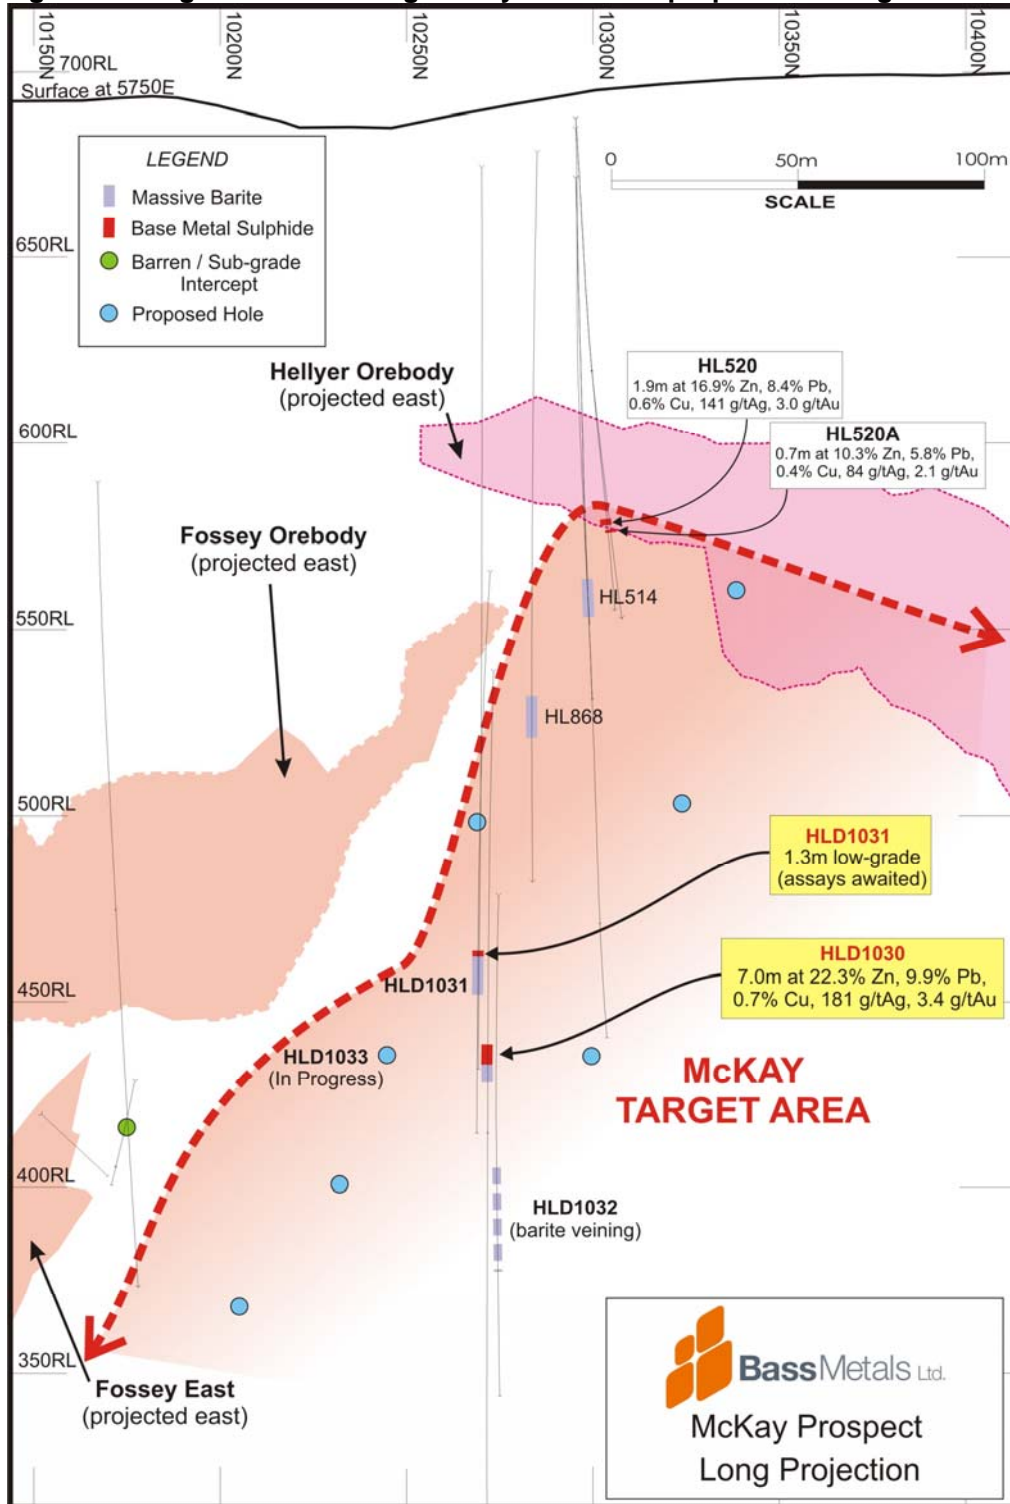 10150N
10200N
10250N
10300N
10350N
10400N
700RL
Surface at 5750E
LEGEND
Massive Barite
Base Metal Sulphide
Barren / Sub-grade
Intercept
Proposed Hole
0
50m
100m
SCALE
650RL
Hellyer Orebody
(projected east)
HL520
1.9m at 16.9% Zn, 8.4% Pb,
0.6% Cu, 141 g/tAg, 3.0 g/tAu
600RL
HL520A
0.7m at 10.3% Zn, 5.8% Pb,
0.4% Cu, 84 g/tAg, 2.1 g/tAu
Fossey Orebody
(projected east)
HL514
550RL
HL868
500RL
HLD1031
1.3m low-grade
(assays awaited)
HLD1030
7.0m at 22.3% Zn, 9.9% Pb,
0.7% Cu, 181 g/tAg, 3.4 g/tAu
HLD1031
450RL
HLD1033
(In Progress)
McKAY
TARGET AREA
400RL
HLD1032
(barite veining)
350RL
Fossey East
(projected east)
BassMetals Ltd.
McKay Prospect
Long Projection